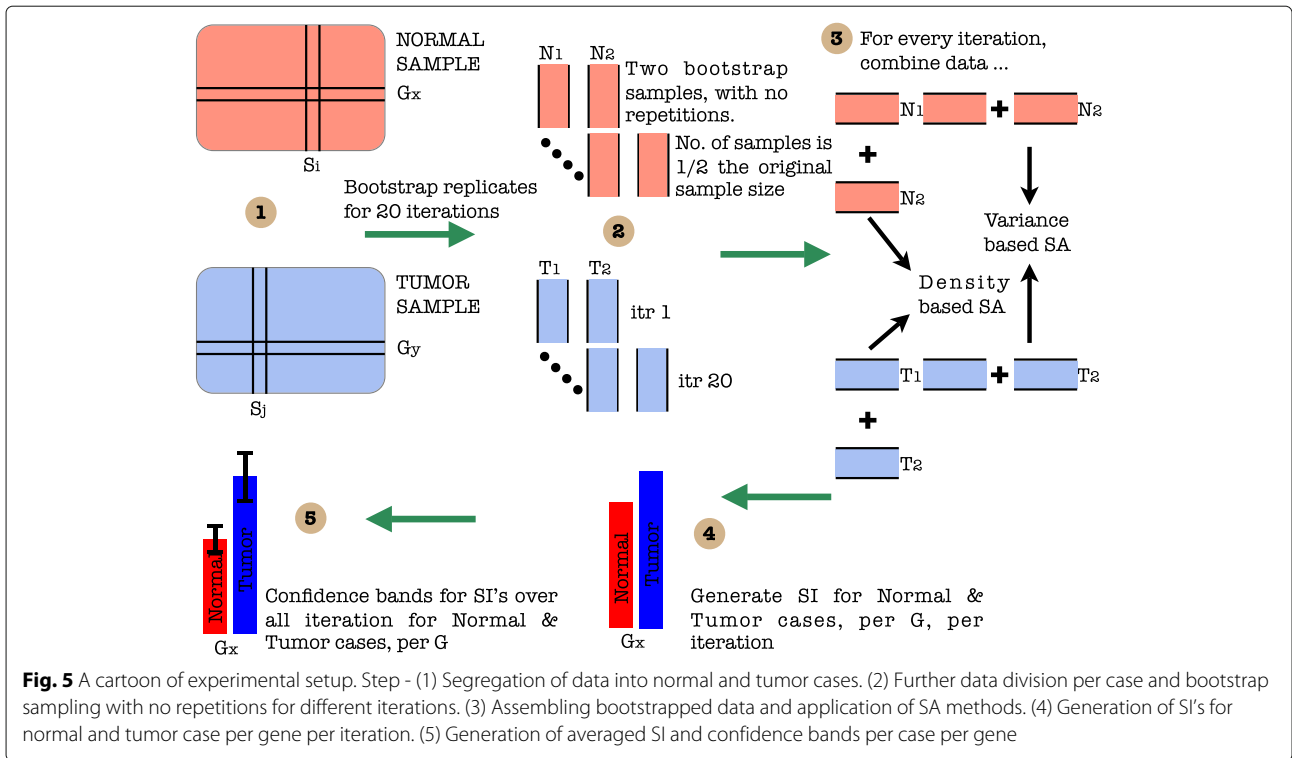 NORMAL
SAMPLE
Gx
Si
1
Bootstrap replicates
for 20 iterations
TUMOR
SAMPLE
Gy
Sj
N1 N2
Two bootstrap
samples, with no
repetitions.
No. of samples is
1/2 the original
sample size
2
T1 T2
itr 1
itr 20
3 For every iteration,
combine data ...
N1 + N2
+
N2
Variance
based SA
Density
based SA
T1 + T2
+
T2
4
Normal
Tumor
Gx
Generate SI for Normal &
Tumor cases, per G, per
iteration
5
Normal
Tumor
Gx
Confidence bands for SI's over
all iteration for Normal &
Tumor cases, per G
Fig. 5 A cartoon of experimental setup. Step - (1) Segregation of data into normal and tumor cases. (2) Further data division per case and bootstrap
sampling with no repetitions for different iterations. (3) Assembling bootstrapped data and application of SA methods. (4) Generation of SI's for
normal and tumor case per gene per iteration. (5) Generation of averaged SI and confidence bands per case per gene